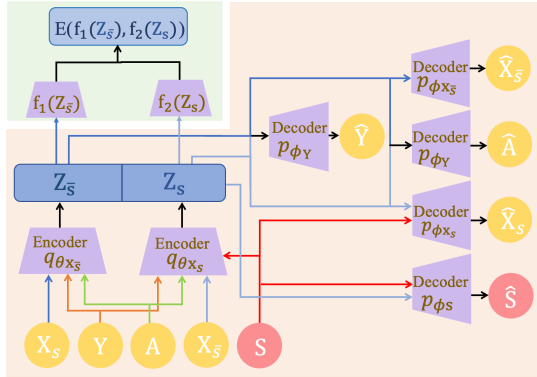 E(f₁(Z_s̄), f₂(Z_s))
f₁(Z_s̄)
f₂(Z_s)
Decoder
p_ϕx_s̄
X̂_s̄
Decoder
p_ϕY
Ŷ
Decoder
p_ϕY
Â
Z_s̄
Z_s
Decoder
p_ϕx_s
X̂_s
Encoder
q_θx_s̄
Encoder
q_θx_s
Decoder
p_ϕs
Ŝ
X_s
Y
A
X_s̄
S